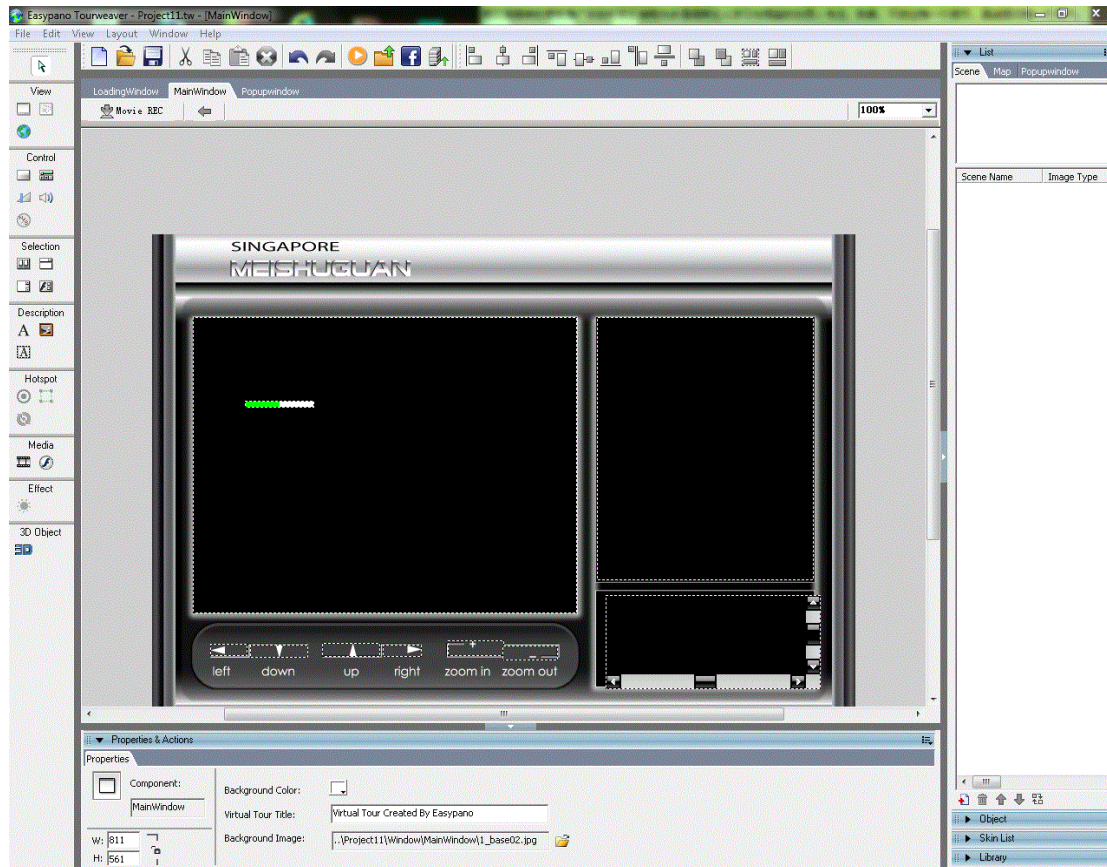 Easypano Tourweaver - Project11.tw - [MainWindow]
File Edit View Layout Window Help
View
Control
Selection
Description
A
A
Hotspot
Media
Effect
3D Object
3D
LoadingWindow MainWindow Popupwindow
Movie REC
100%
SINGAPORE
MEISHUGUAN
left down up right zoom in zoom out
Properties & Actions
Properties
Component:
MainWindow
W: 811
H: 561
Background Color:
Virtual Tour Title: Virtual Tour Created By Easypano
Background Image: ..\Project11\Window\MainWindow\1_base02.jpg
List
Scene Map Popupwindow
Scene Name Image Type
Object
Skin List
Library